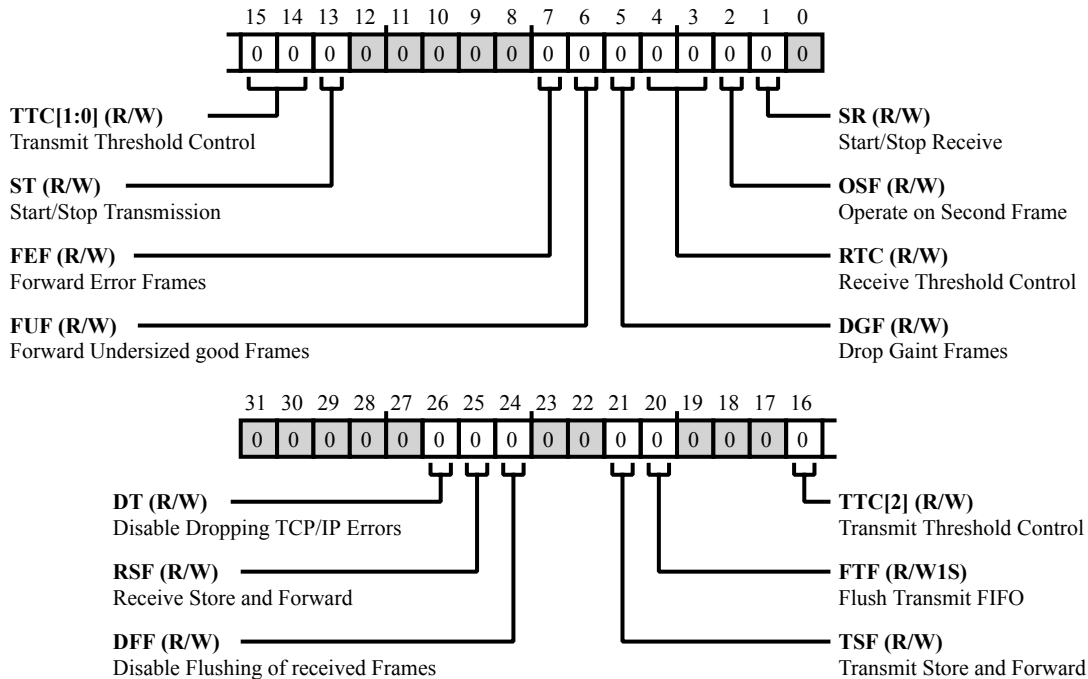 15 14 13 12 11 10 9 8 7 6 5 4 3 2 1 0
0 0 0 0 0 0 0 0 0 0 0 0 0 0 0 0
TTC[1:0] (R/W)
Transmit Threshold Control
SR (R/W)
Start/Stop Receive
ST (R/W)
Start/Stop Transmission
OSF (R/W)
Operate on Second Frame
FEF (R/W)
Forward Error Frames
RTC (R/W)
Receive Threshold Control
FUF (R/W)
Forward Undersized good Frames
DGF (R/W)
Drop Gaint Frames
31 30 29 28 27 26 25 24 23 22 21 20 19 18 17 16
0 0 0 0 0 0 0 0 0 0 0 0 0 0 0 0
DT (R/W)
Disable Dropping TCP/IP Errors
TTC[2] (R/W)
Transmit Threshold Control
RSF (R/W)
Receive Store and Forward
FTF (R/W1S)
Flush Transmit FIFO
DFF (R/W)
Disable Flushing of received Frames
TSF (R/W)
Transmit Store and Forward